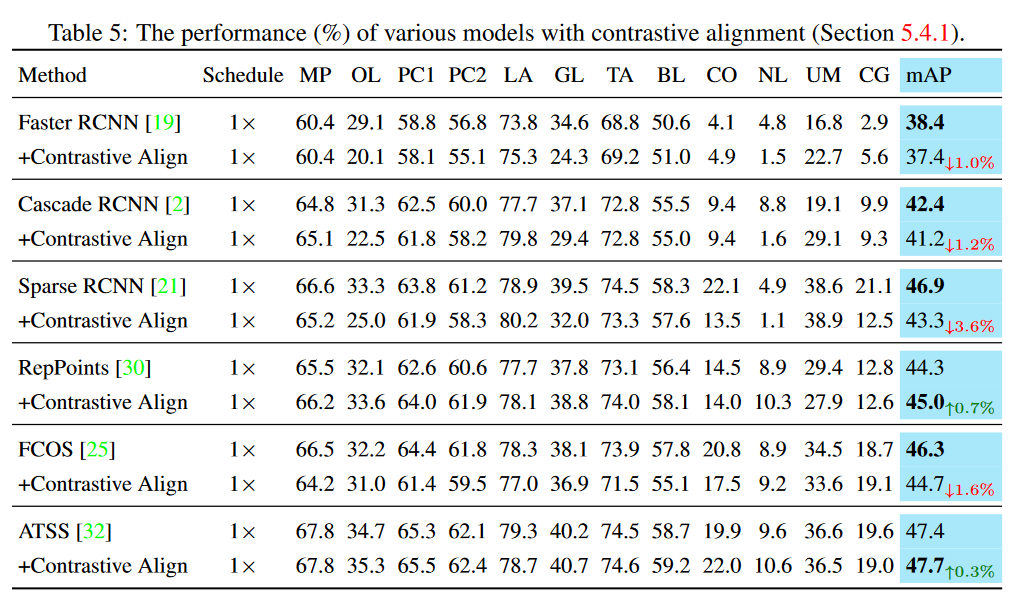 Table 5: The performance (%) of various models with contrastive alignment (Section 5.4.1).
Method Schedule MP OL PC1 PC2 LA GL TA BL CO NL UM CG mAP
Faster RCNN [19] 1× 60.4 29.1 58.8 56.8 73.8 34.6 68.8 50.6 4.1 4.8 16.8 2.9 38.4
+Contrastive Align 1× 60.4 20.1 58.1 55.1 75.3 24.3 69.2 51.0 4.9 1.5 22.7 5.6 37.4↓1.0%
Cascade RCNN [2] 1× 64.8 31.3 62.5 60.0 77.7 37.1 72.8 55.5 9.4 8.8 19.1 9.9 42.4
+Contrastive Align 1× 65.1 22.5 61.8 58.2 79.8 29.4 72.8 55.0 9.4 1.6 29.1 9.3 41.2↓1.2%
Sparse RCNN [21] 1× 66.6 33.3 63.8 61.2 78.9 39.5 74.5 58.3 22.1 4.9 38.6 21.1 46.9
+Contrastive Align 1× 65.2 25.0 61.9 58.3 80.2 32.0 73.3 57.6 13.5 1.1 38.9 12.5 43.3↓3.6%
RepPoints [30] 1× 65.5 32.1 62.6 60.6 77.7 37.8 73.1 56.4 14.5 8.9 29.4 12.8 44.3
+Contrastive Align 1× 66.2 33.6 64.0 61.9 78.1 38.8 74.0 58.1 14.0 10.3 27.9 12.6 45.0↑0.7%
FCOS [25] 1× 66.5 32.2 64.4 61.8 78.3 38.1 73.9 57.8 20.8 8.9 34.5 18.7 46.3
+Contrastive Align 1× 64.2 31.0 61.4 59.5 77.0 36.9 71.5 55.1 17.5 9.2 33.6 19.1 44.7↓1.6%
ATSS [32] 1× 67.8 34.7 65.3 62.1 79.3 40.2 74.5 58.7 19.9 9.6 36.6 19.6 47.4
+Contrastive Align 1× 67.8 35.3 65.5 62.4 78.7 40.7 74.6 59.2 22.0 10.6 36.5 19.0 47.7↑0.3%